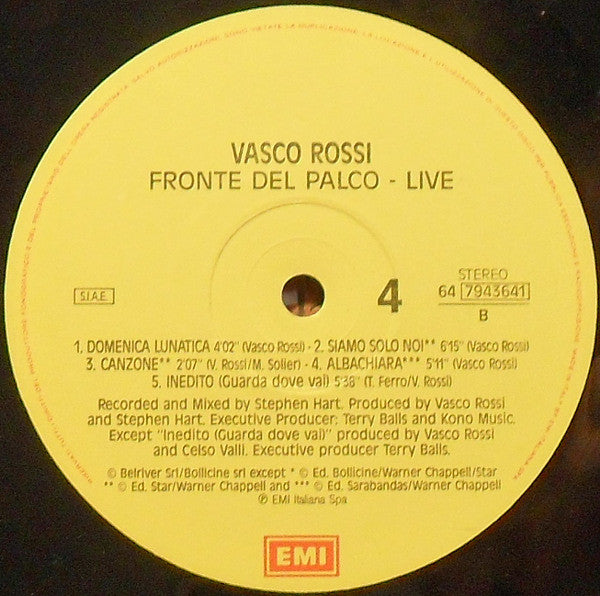 VASCO ROSSI
FRONTE DEL PALCO - LIVE
S.I.A.E.
4
STEREO
64 7943641
B
1. DOMENICA LUNATICA 4'02" (Vasco Rossi) - 2. SIAMO SOLO NOI** 6'15" (Vasco Rossi)
3. CANZONE** 2'07" (V. Rossi/M. Solieri) - 4. ALBACHIARA*** 5'11" (Vasco Rossi)
5. INEDITO (Guarda dove vai) 5'38" (T. Ferro/V. Rossi)
Recorded and Mixed by Stephen Hart. Produced by Vasco Rossi
and Stephen Hart. Executive Producer: Terry Balls and Kono Music.
Except "Inedito (Guarda dove vai)" produced by Vasco Rossi
and Celso Valli. Executive producer Terry Balls.
© Belriver Srl/Bollicine srl except * © Ed. Bollicine/Warner Chappell/Star
** © Ed. Star/Warner Chappell and *** © Ed. Sarabandas/Warner Chappell
℗ EMI Italiana Spa
EMI